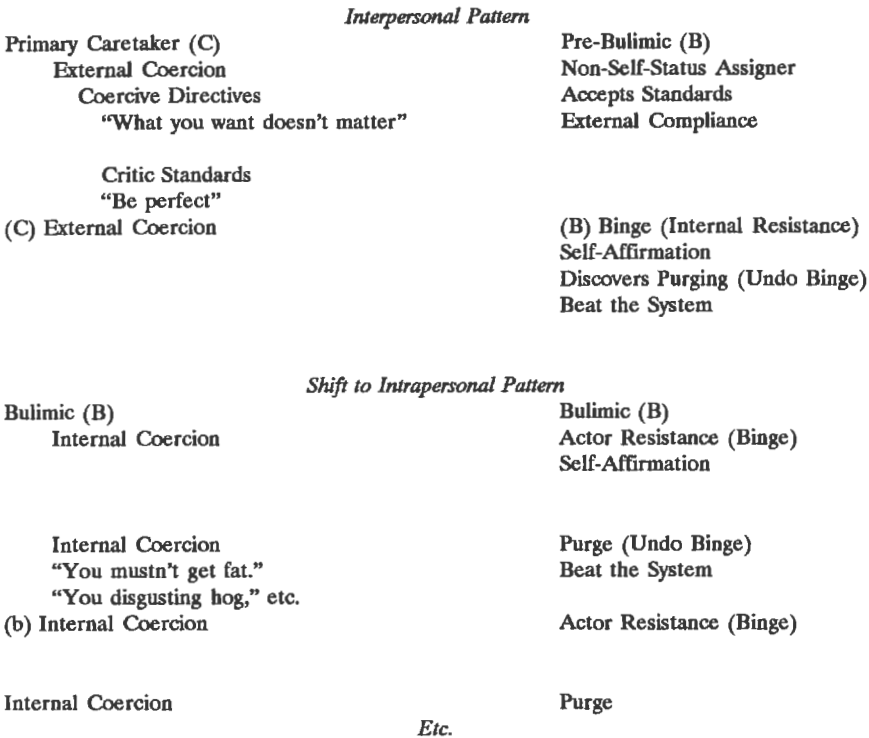 Interpersonal Pattern
Primary Caretaker (C) Pre-Bulimic (B)
External Coercion Non-Self-Status Assigner
Coercive Directives Accepts Standards
“What you want doesn't matter” External Compliance
Critic Standards
“Be perfect”
(C) External Coercion (B) Binge (Internal Resistance)
Self-Affirmation
Discovers Purging (Undo Binge)
Beat the System
Shift to Intrapersonal Pattern
Bulimic (B) Bulimic (B)
Internal Coercion Actor Resistance (Binge)
Self-Affirmation
Internal Coercion Purge (Undo Binge)
“You mustn't get fat.” Beat the System
“You disgusting hog,” etc.
(b) Internal Coercion Actor Resistance (Binge)
Internal Coercion Purge
Etc.